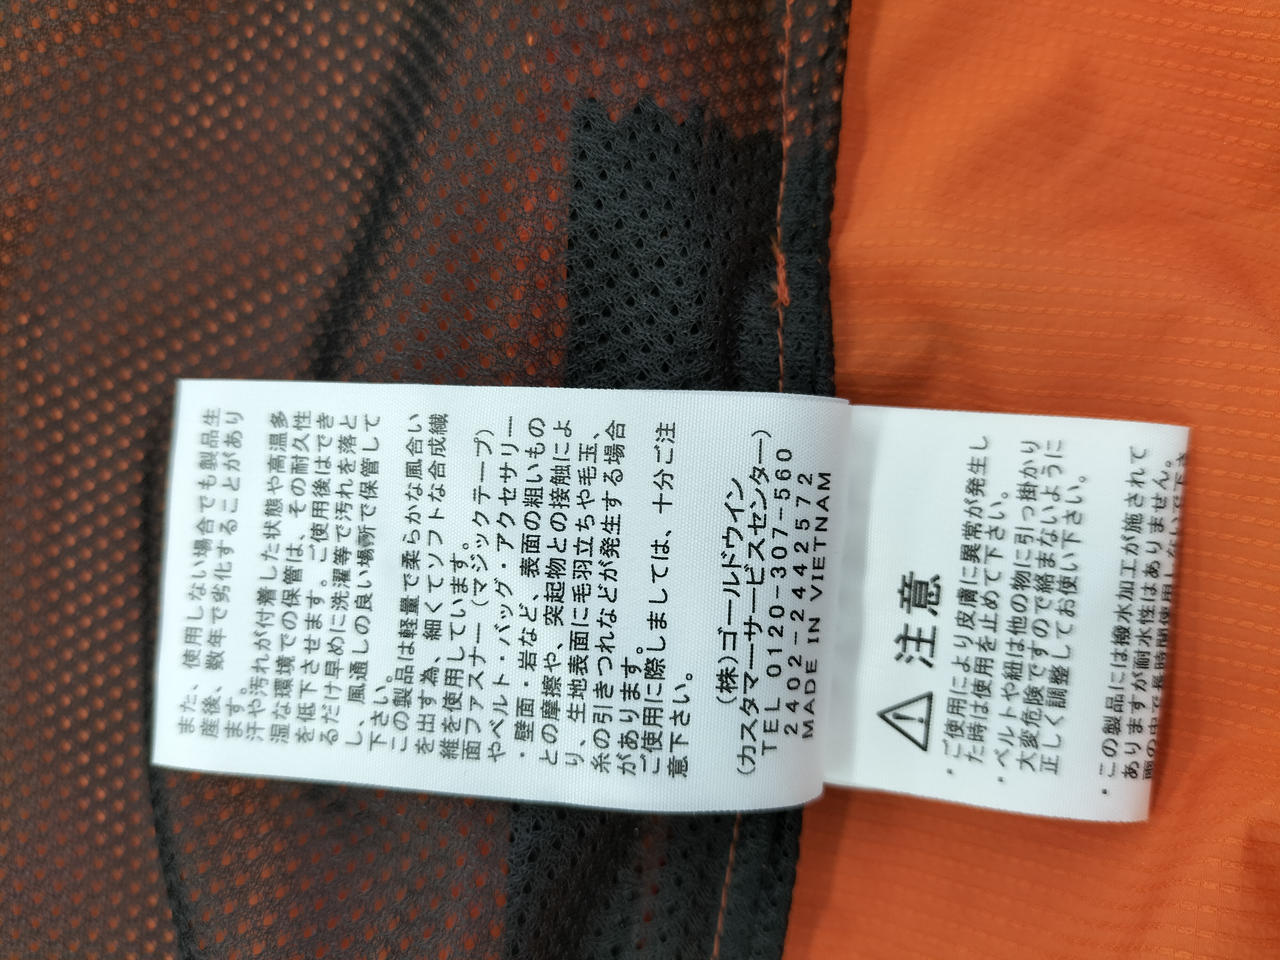 また、使用しない場合でも製品生
産後、数年で劣化することがあり
ます。
汗や汚れが付着した状態や高温多
湿な環境での保管は、その耐久性
を低下させます。ご使用後はでき
るだけ早めに洗濯等で汚れを落と
し、風通しの良い場所で保管して
下さい。
この製品は軽量で柔らかな風合い
を出す為、細くてソフトな合成繊
維を使用しています。
面ファスナー(マジックテープ)
やベルト・バッグ・アクセサリー
・壁面・岩など、表面の粗いもの
との摩擦や、突起物との接触によ
り、生地表面に毛羽立ちや毛玉、
糸の引きつれなどが発生する場合
があります。
ご使用に際しましては、十分ご注
意下さい。
(株)ゴールドウイン
(カスタマーサービスセンター)
TEL 0120-307-560
2402-2442572
MADE IN VIETNAM
注意
・ご使用により皮膚に異常が発生し
た時は使用を止めて下さい。
・ベルトや紐は他の物に引っ掛かり
大変危険ですので絡まないように
正しく調整してお使い下さい。
・この製品には撥水加工が施されて
ありますが耐水性はありません。
雨の中で長時間使用しないで下さ